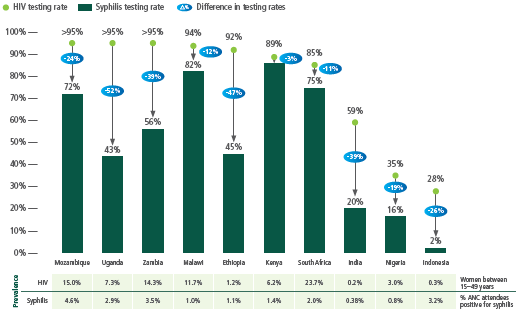 HIV testing rate Syphilis testing rate Δ% Difference in testing rates
100%
90%
80%
70%
60%
50%
40%
30%
20%
10%
0%
>95% >95% >95% 94% 92% 89% 85% 59% 35% 28%
-24% -52% -39% -12% -47% -3% -11% -39% -19% -26%
72% 43% 56% 82% 45% 86% 75% 20% 16% 2%
Mozambique Uganda Zambia Malawi Ethiopia Kenya South Africa India Nigeria Indonesia
Prevalence
HIV 15.0% 7.3% 14.3% 11.7% 1.2% 6.2% 23.7% 0.2% 3.0% 0.3% Women between
15–49 years
Syphilis 4.6% 2.9% 3.5% 1.0% 1.1% 1.4% 2.0% 0.38% 0.8% 3.2% % ANC attendees
positive for syphilis